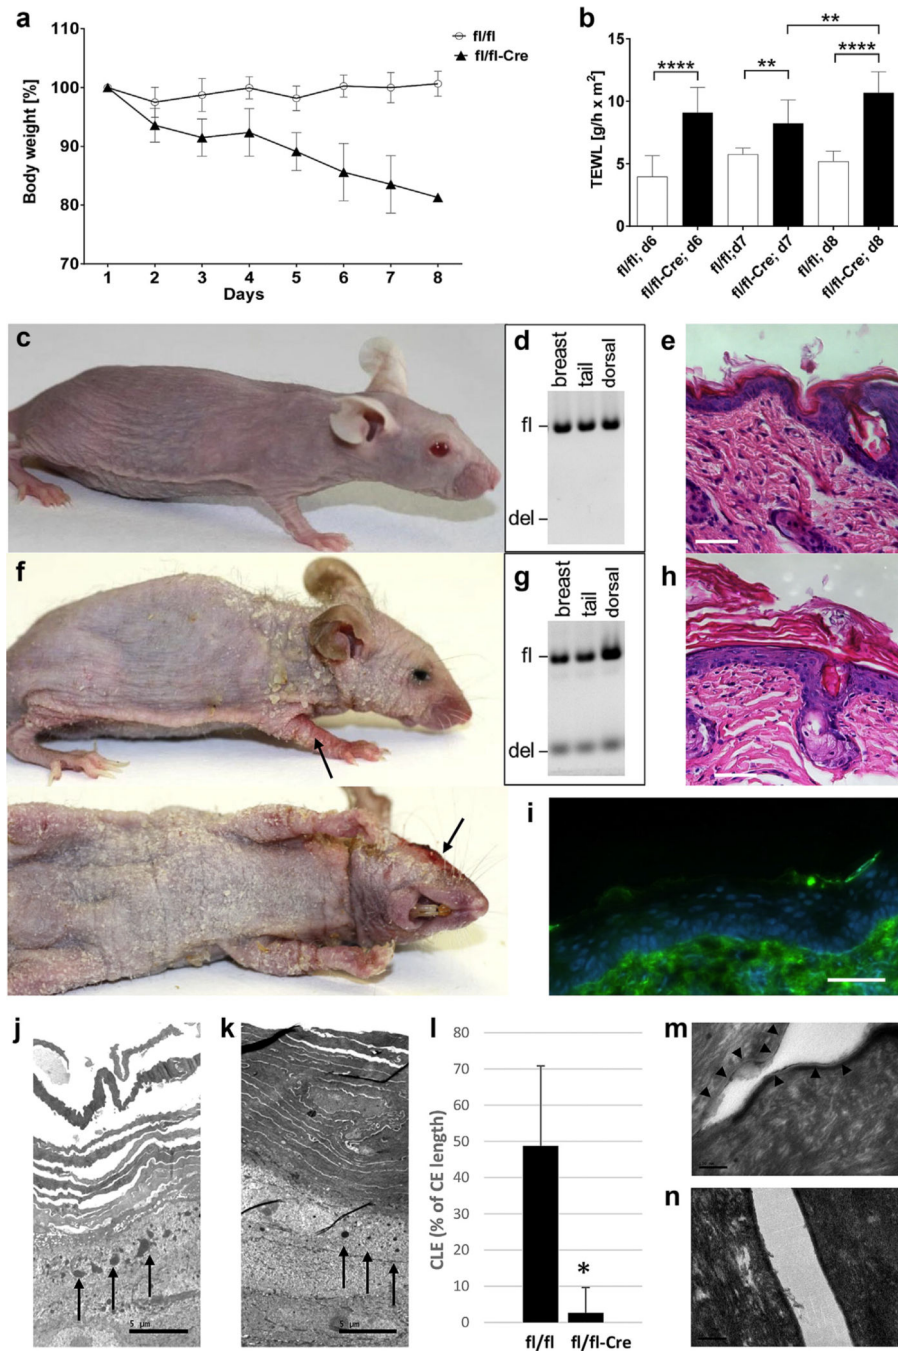 a
110
100
90
80
70
Body weight [%]
1 2 3 4 5 6 7 8
Days
fl/fl
fl/fl-Cre
b
**
****
**
****
15
10
5
0
TEWL [g/h x m²]
fl/fl; d6
fl/fl-Cre; d6
fl/fl;d7
fl/fl-Cre; d7
fl/fl; d8
fl/fl-Cre; d8
c
d
breast
tail
dorsal
fl
del
e
f
g
breast
tail
dorsal
fl
del
h
i
j
5 µm
k
5 µm
l
80
70
60
50
40
30
20
10
0
CLE (% of CE length)
*
fl/fl
fl/fl-Cre
m
n